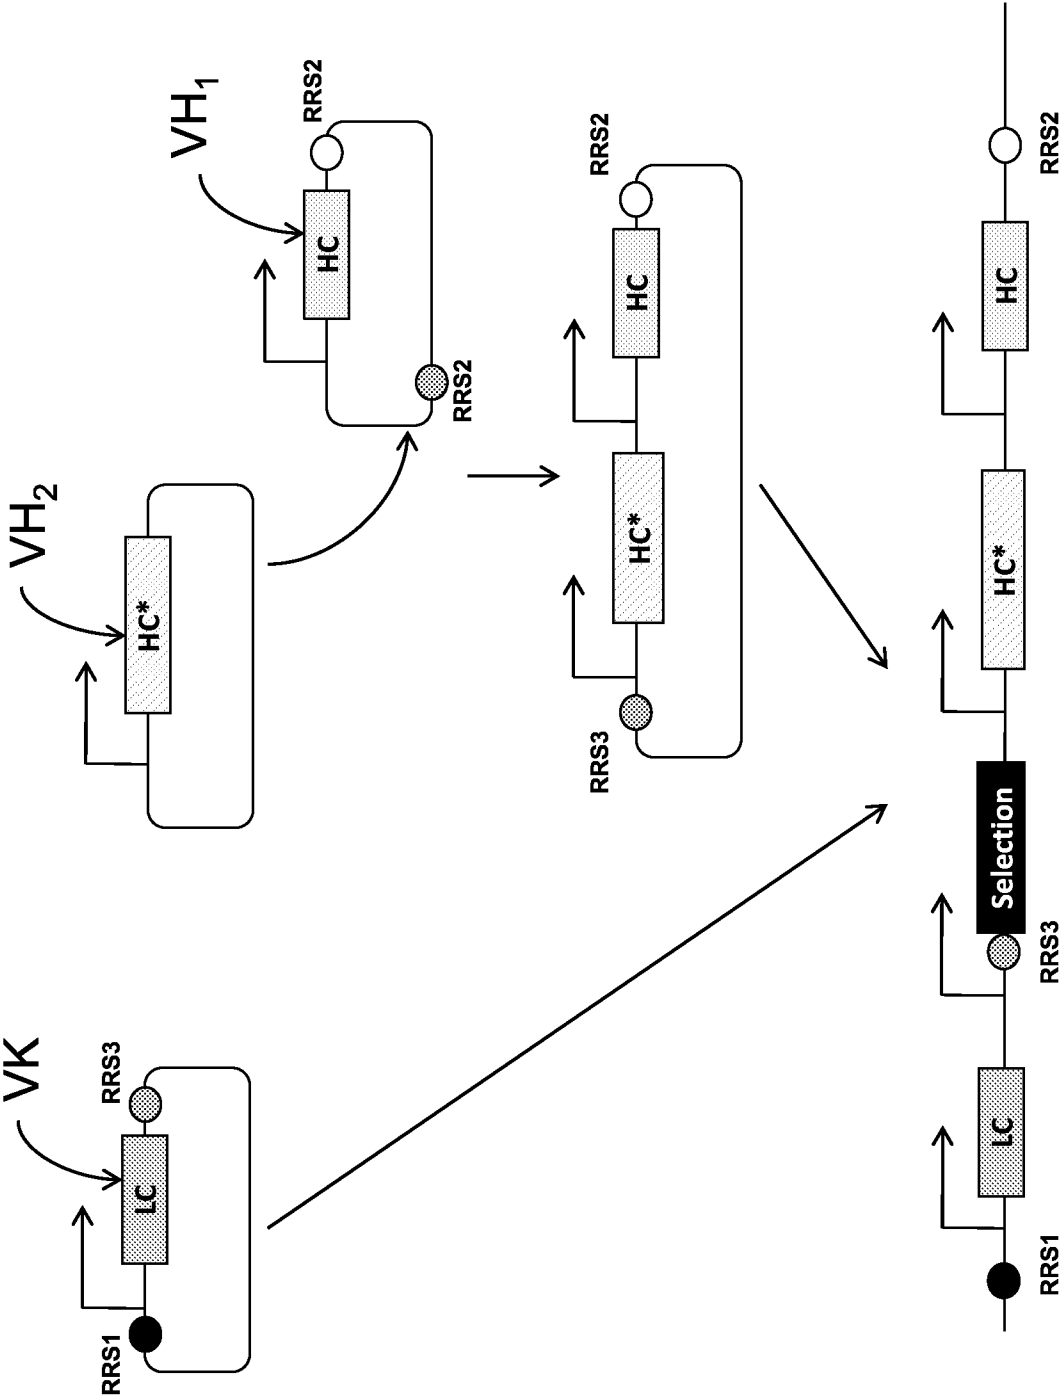 VK
VH₂
VH₁
RRS1
RRS3
LC
HC*
RRS2
HC
RRS2
RRS3
RRS2
HC*
HC
LC
Selection
HC*
HC
RRS1
RRS3
RRS2